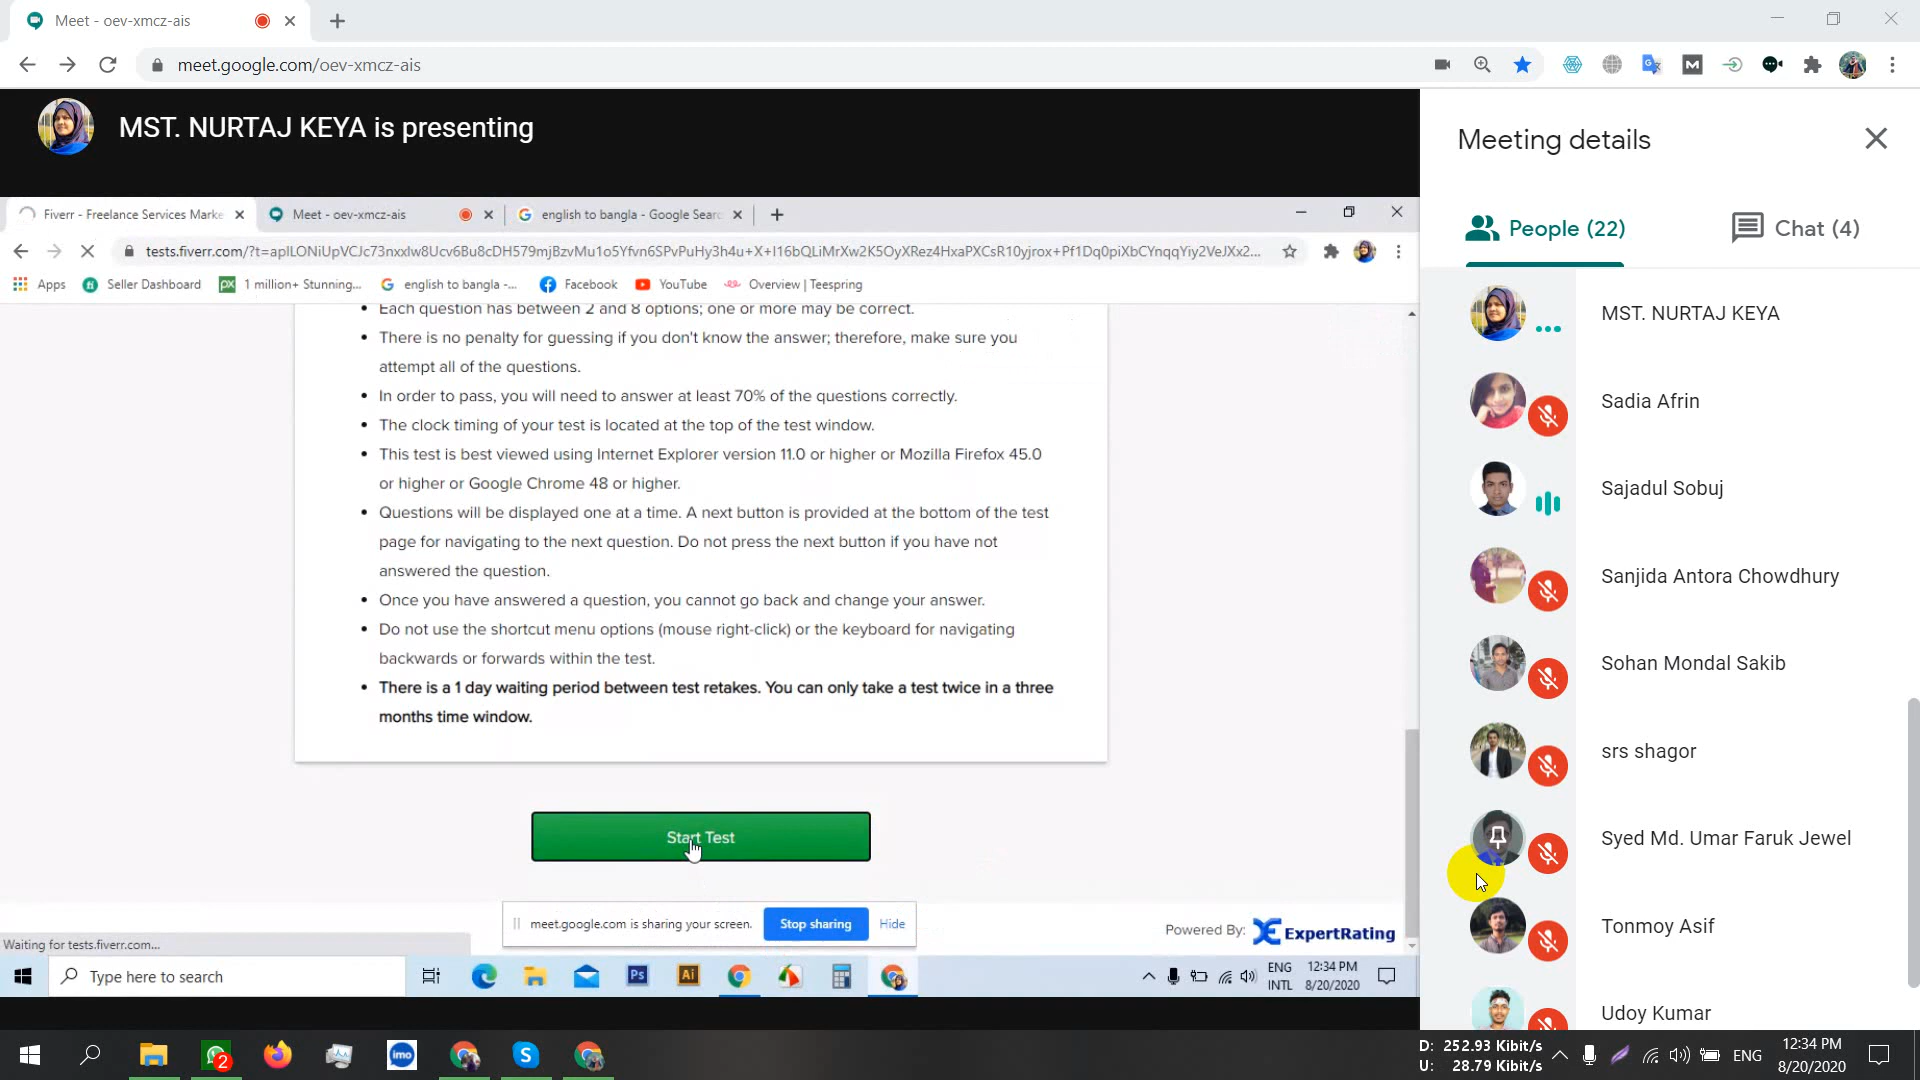 Meet - oev-xmcz-ais
meet.google.com/oev-xmcz-ais
MST. NURTAJ KEYA is presenting
Fiverr - Freelance Services Marke
Meet - oev-xmcz-ais
english to bangla - Google Searc
tests.fiverr.com/?t=
Apps
Seller Dashboard
1 million+ Stunning...
english to bangla -...
Facebook
YouTube
Overview | Teespring
Each question has between 2 and 8 options; one or more may be correct.
There is no penalty for guessing if you don't know the answer; therefore, make sure you
attempt all of the questions.
In order to pass, you will need to answer at least 70% of the questions correctly.
The clock timing of your test is located at the top of the test window.
This test is best viewed using Internet Explorer version 11.0 or higher or Mozilla Firefox 45.0
or higher or Google Chrome 48 or higher.
Questions will be displayed one at a time. A next button is provided at the bottom of the test
page for navigating to the next question. Do not press the next button if you have not
answered the question.
Once you have answered a question, you cannot go back and change your answer.
Do not use the shortcut menu options (mouse right-click) or the keyboard for navigating
backwards or forwards within the test.
There is a 1 day waiting period between test retakes. You can only take a test twice in a three
months time window.
Start Test
meet.google.com is sharing your screen.
Stop sharing
Hide
Powered By:
ExpertRating
Waiting for tests.fiverr.com...
Type here to search
Ps
Ai
ENG
INTL
12:34 PM
8/20/2020
Meeting details
People (22)
Chat (4)
MST. NURTAJ KEYA
Sadia Afrin
Sajadul Sobuj
Sanjida Antora Chowdhury
Sohan Mondal Sakib
srs shagor
Syed Md. Umar Faruk Jewel
Tonmoy Asif
Udoy Kumar
2
imo
D: 252.93 Kibit/s
U: 28.79 Kibit/s
ENG
12:34 PM
8/20/2020